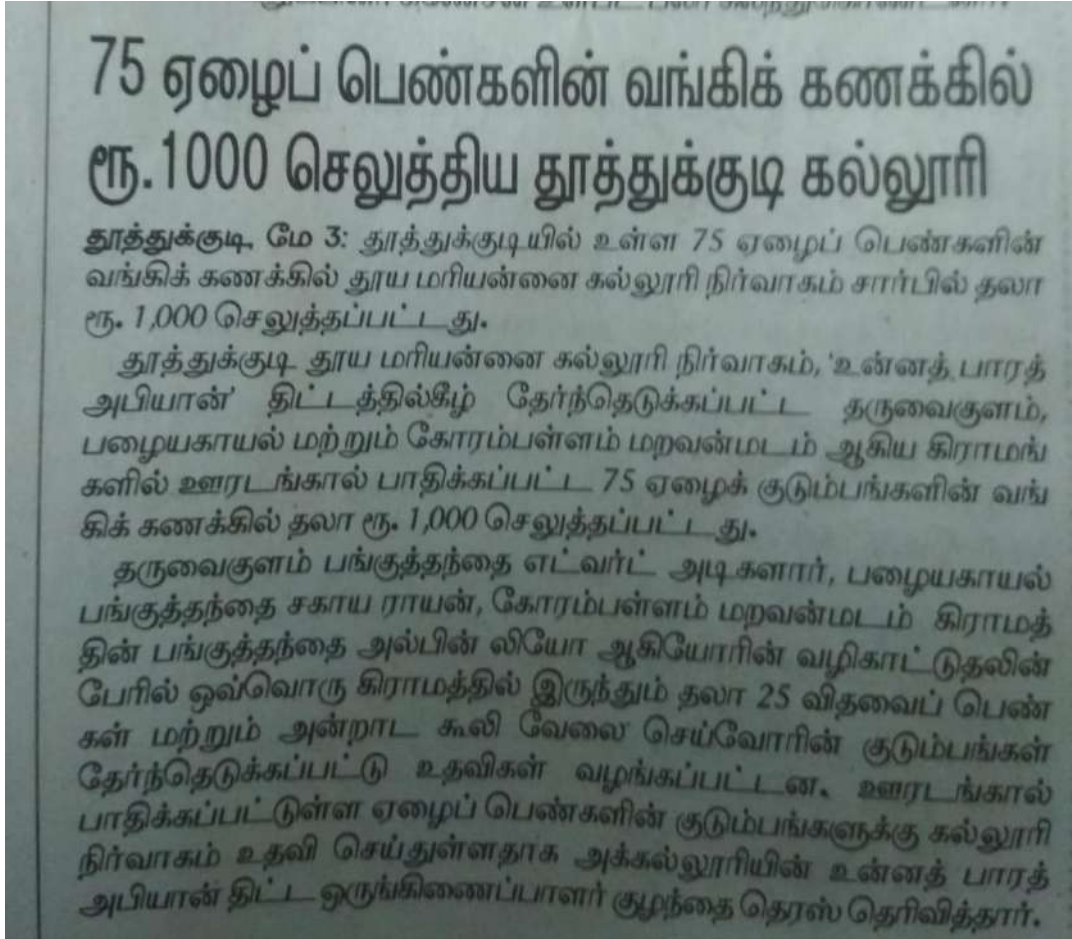 75 ஏழைப் பெண்களின் வங்கிக் கணக்கில்
ரூ.1000 செலுத்திய தூத்துக்குடி கல்லூரி
தூத்துக்குடி, மே 3: தூத்துக்குடியில் உள்ள 75 ஏழைப் பெண்களின்
வங்கிக் கணக்கில் தூய மரியன்னை கல்லூரி நிர்வாகம் சார்பில் தலா
ரூ. 1,000 செலுத்தப்பட்டது.
தூத்துக்குடி தூய மரியன்னை கல்லூரி நிர்வாகம், 'உன்னத் பாரத்
அபியான்' திட்டத்தில்கீழ் தேர்ந்தெடுக்கப்பட்ட தருவைகுளம்,
பழையகாயல் மற்றும் கோரம்பள்ளம் மறவன்மடம் ஆகிய கிராமங்
களில் ஊரடங்கால் பாதிக்கப்பட்ட 75 ஏழைக் குடும்பங்களின் வங்
கிக் கணக்கில் தலா ரூ. 1,000 செலுத்தப்பட்டது.
தருவைகுளம் பங்குத்தந்தை எட்வர்ட் அடிகளார், பழையகாயல்
பங்குத்தந்தை சகாய ராயன், கோரம்பள்ளம் மறவன்மடம் கிராமத்
தின் பங்குத்தந்தை அல்பின் லியோ ஆகியோரின் வழிகாட்டுதலின்
பேரில் ஒவ்வொரு கிராமத்தில் இருந்தும் தலா 25 விதவைப் பெண்
கள் மற்றும் அன்றாட கூலி வேலை செய்வோரின் குடும்பங்கள்
தேர்ந்தெடுக்கப்பட்டு உதவிகள் வழங்கப்பட்டன. ஊரடங்கால்
பாதிக்கப்பட்டுள்ள ஏழைப் பெண்களின் குடும்பங்களுக்கு கல்லூரி
நிர்வாகம் உதவி செய்துள்ளதாக அக்கல்லூரியின் உன்னத் பாரத்
அபியான் திட்ட ஒருங்கிணைப்பாளர் குழந்தை தெரஸ் தெரிவித்தார்.